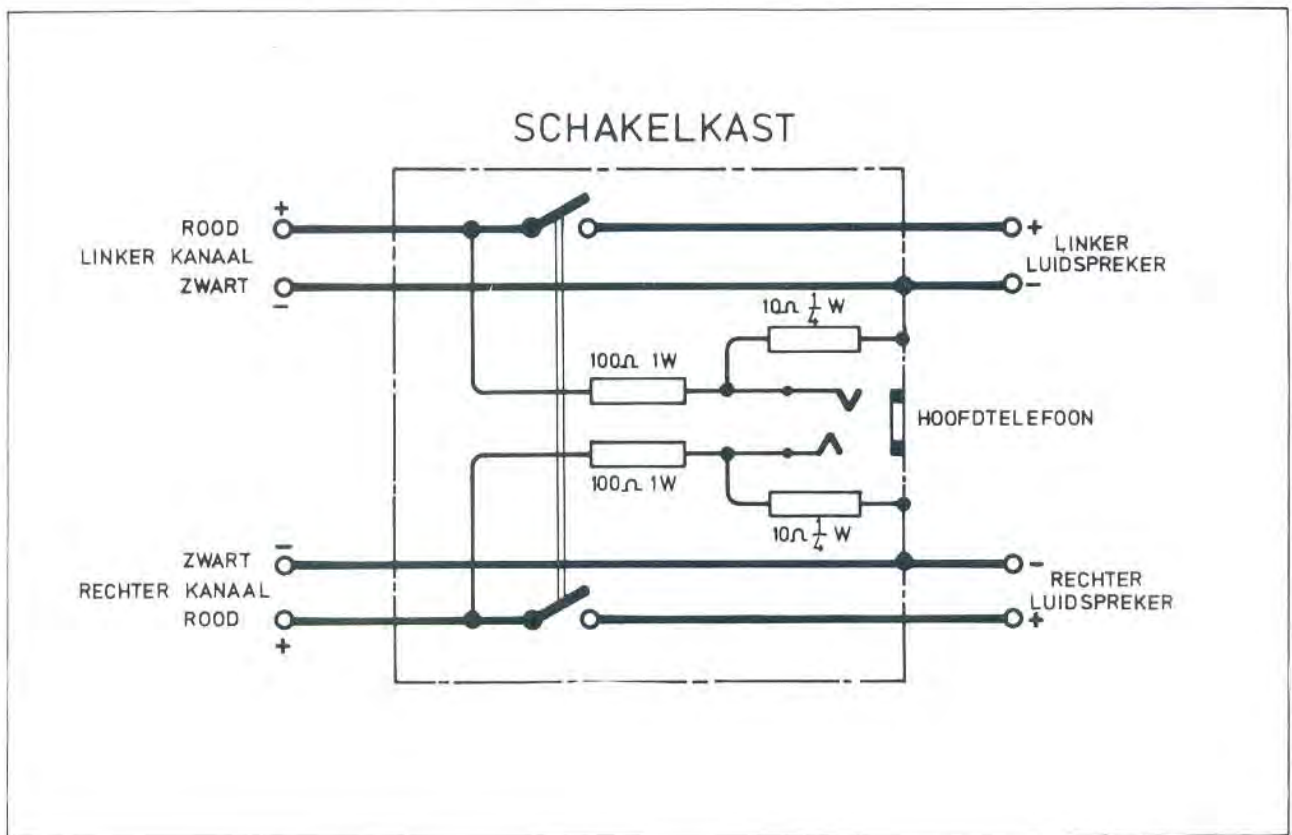 SCHAKELKAST
+
ROOD
LINKER KANAAL
ZWART
−
+
LINKER
LUIDSPREKER
−
10Ω 1/4 W
100Ω 1W
HOOFDTELEFOON
100Ω 1W
10Ω 1/4 W
−
ZWART
RECHTER KANAAL
ROOD
+
−
RECHTER
LUIDSPREKER
+